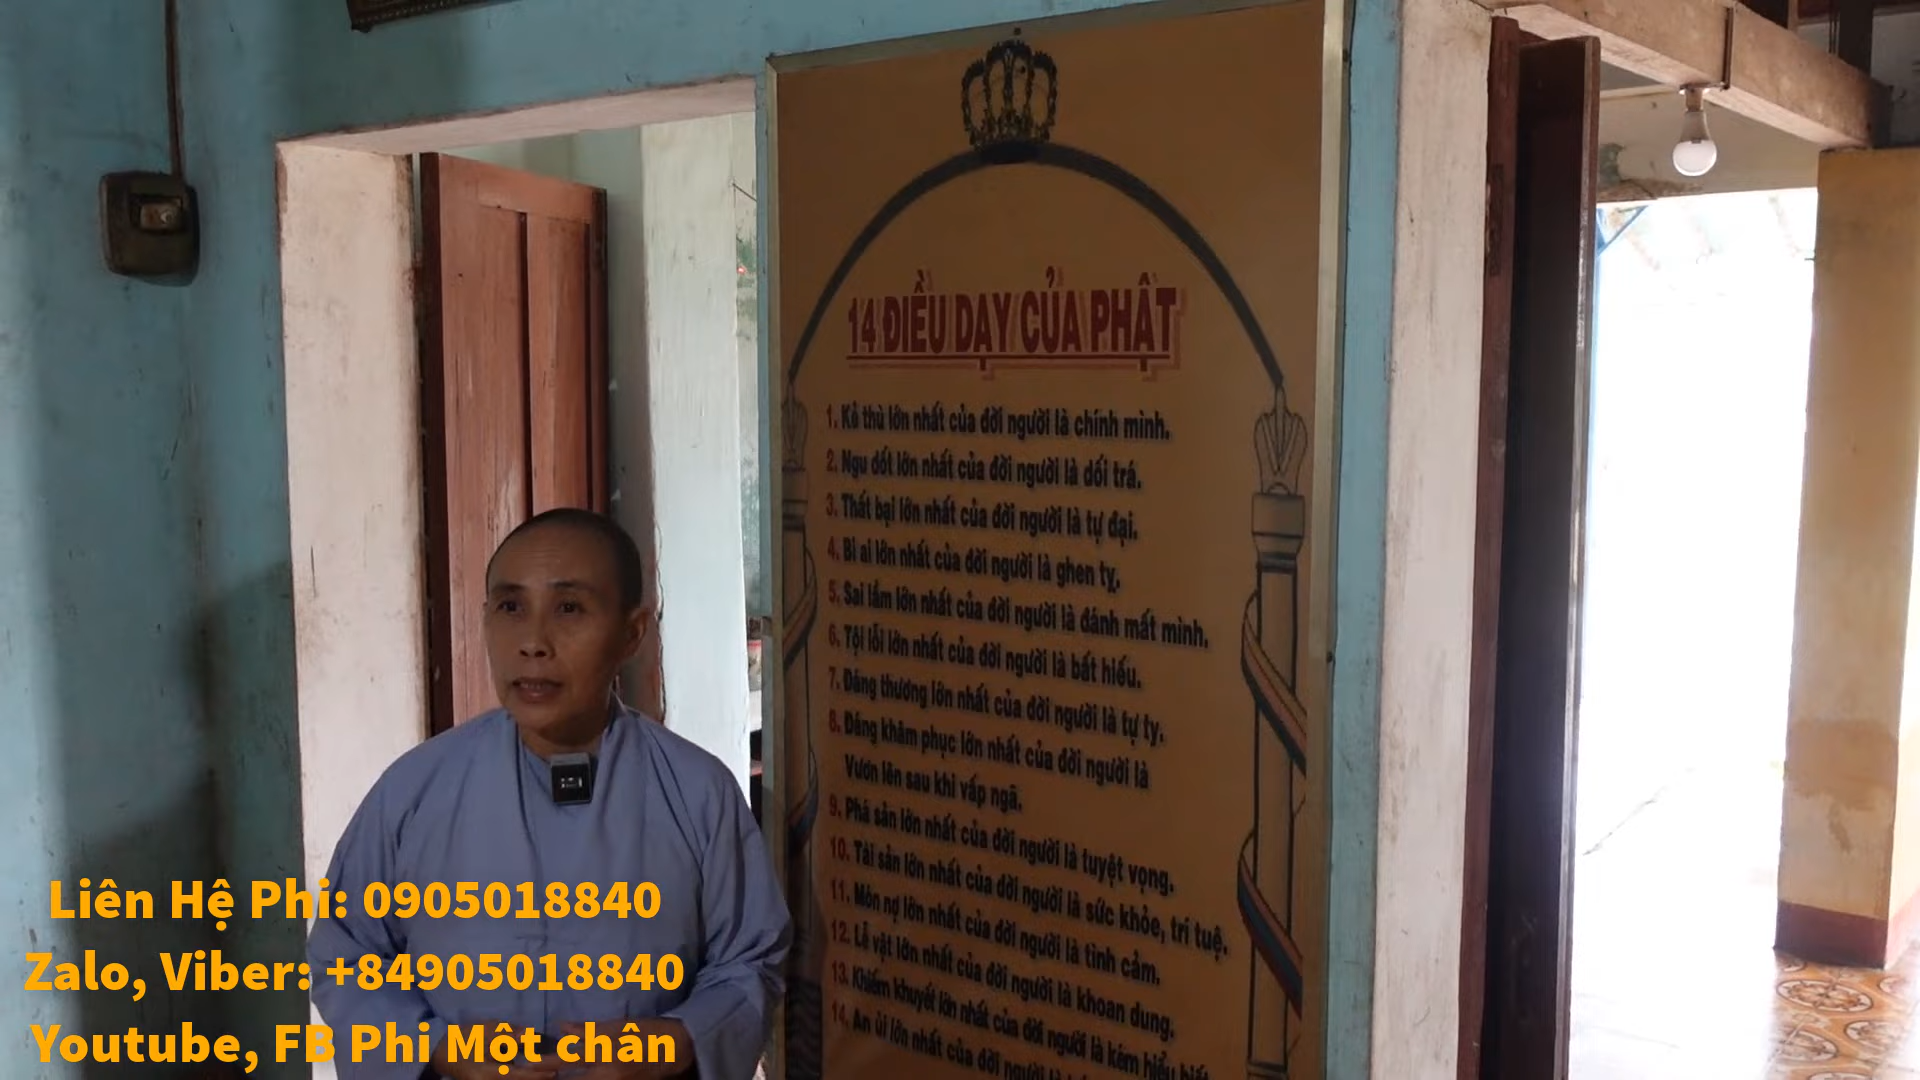 14 ĐIỀU DẠY CỦA PHẬT
1. Kẻ thù lớn nhất của đời người là chính mình.
2. Ngu dốt lớn nhất của đời người là dối trá.
3. Thất bại lớn nhất của đời người là tự đại.
4. Bi ai lớn nhất của đời người là ghen tỵ.
5. Sai lầm lớn nhất của đời người là đánh mất mình.
6. Tội lỗi lớn nhất của đời người là bất hiếu.
7. Đáng thương lớn nhất của đời người là tự ty.
8. Đáng khâm phục lớn nhất của đời người là
Vươn lên sau khi vấp ngã.
9. Phá sản lớn nhất của đời người là tuyệt vọng.
10. Tài sản lớn nhất của đời người là sức khỏe, trí tuệ.
11. Món nợ lớn nhất của đời người là tình cảm.
12. Lễ vật lớn nhất của đời người là khoan dung.
13. Khiếm khuyết lớn nhất của đời người là kém hiểu biết
14. An ủi lớn nhất của đời người là
Liên Hệ Phi: 0905018840
Zalo, Viber: +84905018840
Youtube, FB Phi Một chân